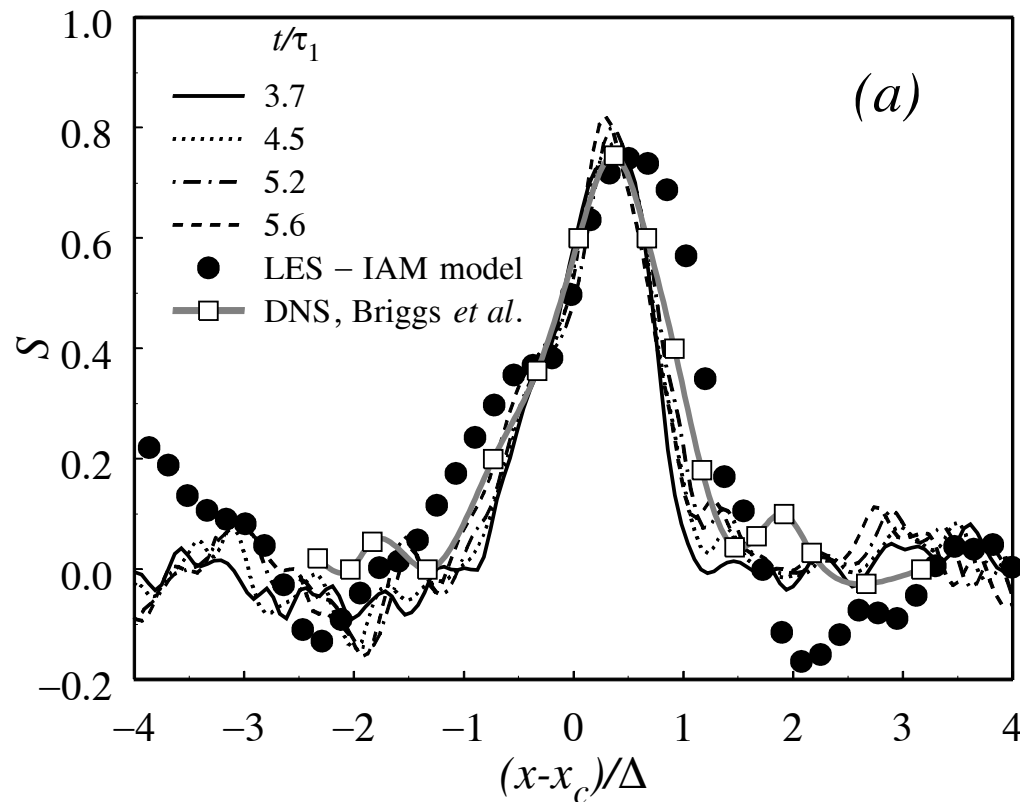 1.0
t/τ1
(a)
3.7
0.8
4.5
5.2
0.6
5.6
LES – IAM model
DNS, Briggs et al.
S
0.4
0.2
0.0
−0.2
−4 −3 −2 −1 0 1 2 3 4
(x-xc)/Δ